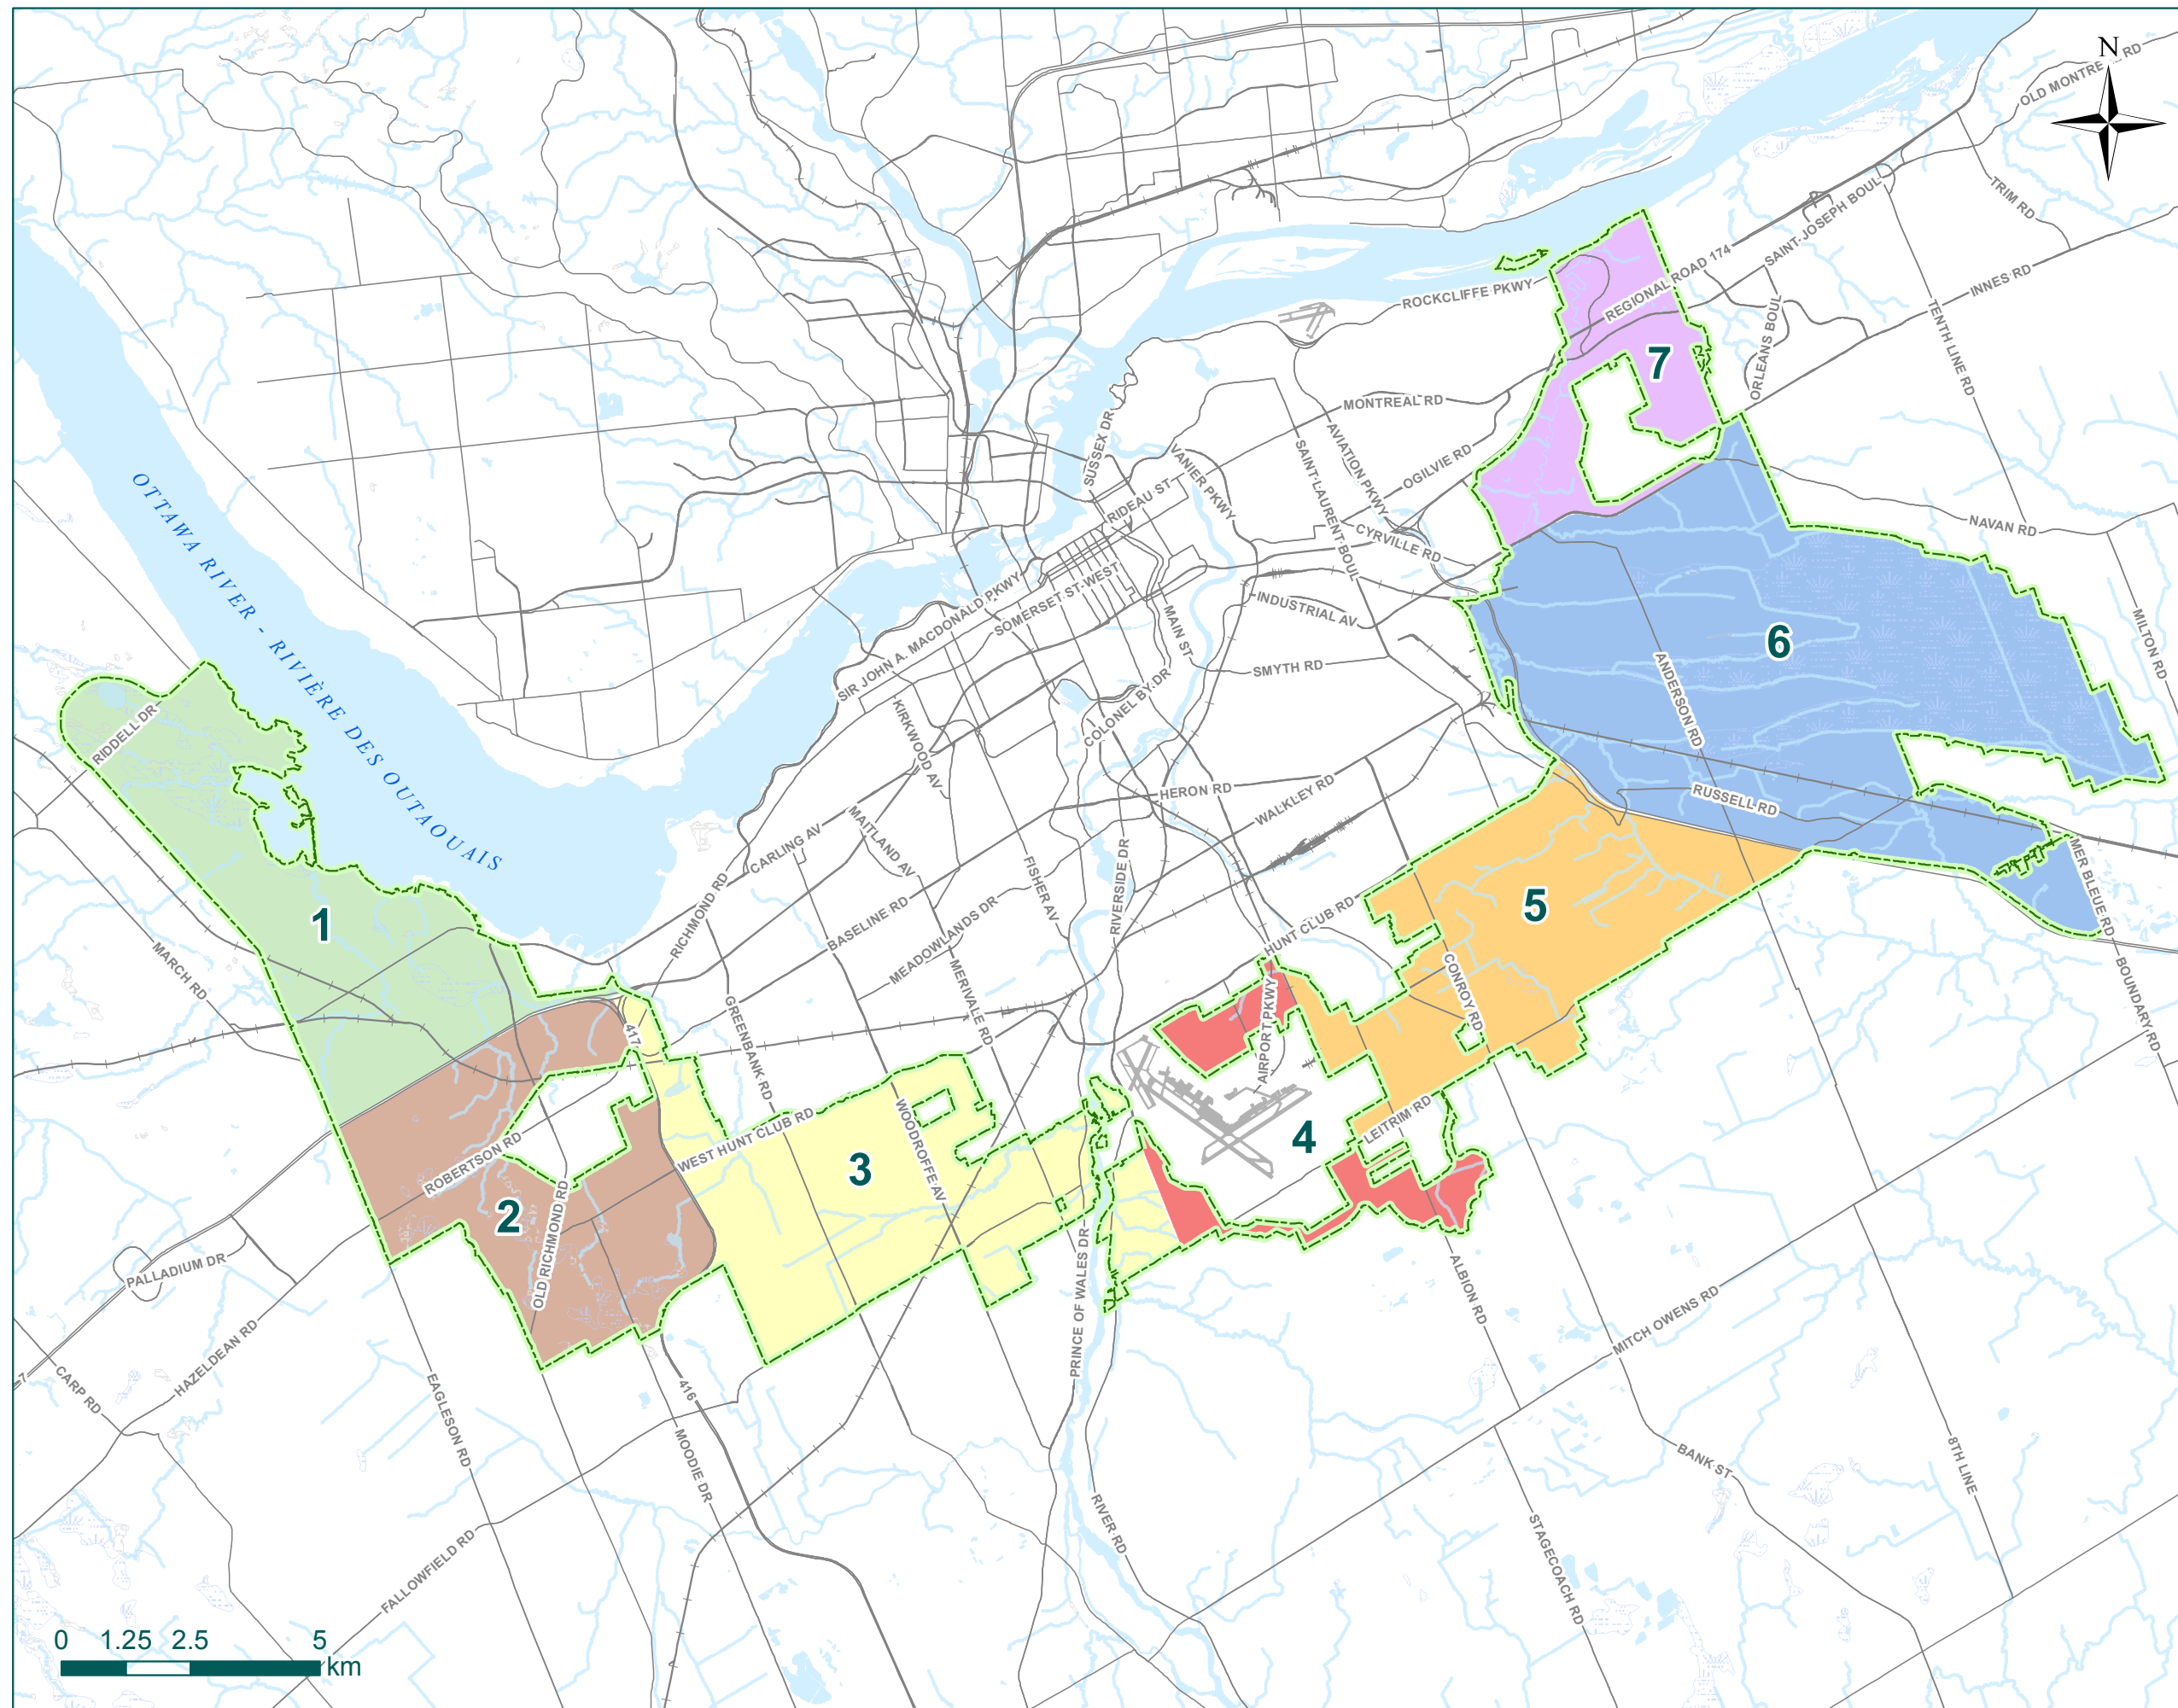 N
OLD MONTRE RD
TRIM RD
SAINT-JOSEPH BOUL
REGIONAL ROAD 174
INNES RD
ROCKCLIFFE PKWY
TENTH LINE RD
ORLEANS BOUL
7
MONTREAL RD
SUSSEX DR
AVIATION PKWY
VANIER PKWY
SAINT-LAURENT BOUL
OGILVIE RD
RIDEAU ST
CYRVILLE RD
NAVAN RD
OTTAWA RIVER - RIVIÈRE DES OUTAOUAIS
SIR JOHN A. MACDONALD PKWY
SOMERSET ST WEST
MAIN ST
INDUSTRIAL AV
MILTON RD
6
SMYTH RD
ANDERSON RD
COLONEL BY DR
KIRKWOOD AV
RIDDELL DR
HERON RD
WALKLEY RD
RUSSELL RD
CARLING AV
MAITLAND AV
FISHER AV
RIVERSIDE DR
MER BLEUE RD
RICHMOND RD
BASELINE RD
MEADOWLANDS DR
HUNT CLUB RD
1
5
MARCH RD
MERIVALE RD
CONROY RD
BOUNDARY RD
417
GREENBANK RD
AIRPORT PKWY
WEST HUNT CLUB RD
WOODROFFE AV
LEITRIM RD
4
ROBERTSON RD
3
2
OLD RICHMOND RD
PALLADIUM DR
PRINCE OF WALES DR
ALBION RD
MITCH OWENS RD
HAZELDEAN RD
7
CARP RD
EAGLESON RD
416
MOODIE DR
BANK ST
8TH LINE
RIVER RD
STAGECOACH RD
FALLOWFIELD RD
0 1.25 2.5 5
km